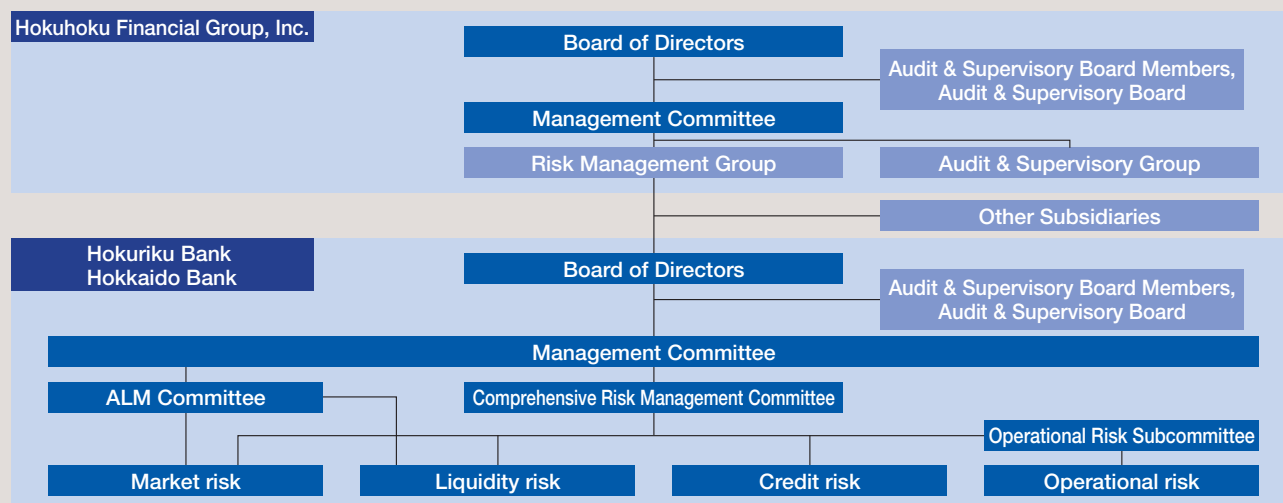 Hokuhoku Financial Group, Inc.
Board of Directors
Audit & Supervisory Board Members,
Audit & Supervisory Board
Management Committee
Risk Management Group
Audit & Supervisory Group
Other Subsidiaries
Hokuriku Bank
Hokkaido Bank
Board of Directors
Audit & Supervisory Board Members,
Audit & Supervisory Board
Management Committee
ALM Committee
Comprehensive Risk Management Committee
Operational Risk Subcommittee
Market risk
Liquidity risk
Credit risk
Operational risk